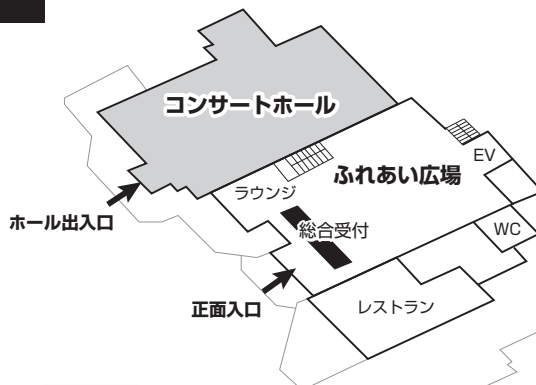 コンサートホール
EV
ふれあい広場
ラウンジ
ホール出入口
総合受付
WC
正面入口
レストラン